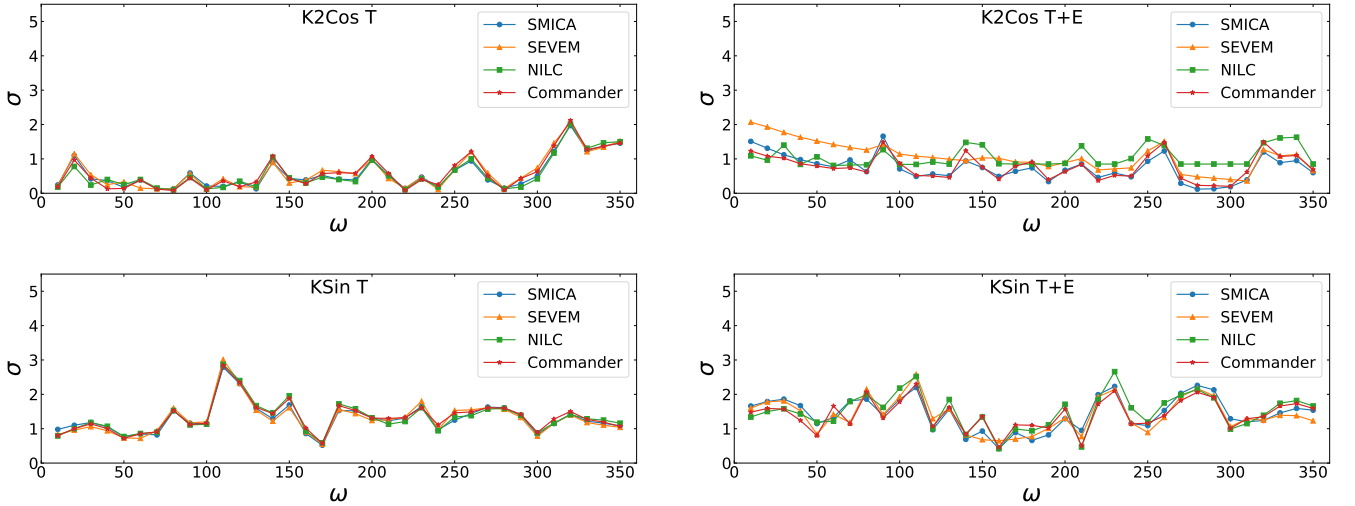 K2Cos T
5
4
3
2
1
0
σ
0 50 100 150 200 250 300 350
ω
SMICA
SEVEM
NILC
Commander
K2Cos T+E
5
4
3
2
1
0
σ
0 50 100 150 200 250 300 350
ω
SMICA
SEVEM
NILC
Commander
KSin T
5
4
3
2
1
0
σ
0 50 100 150 200 250 300 350
ω
SMICA
SEVEM
NILC
Commander
KSin T+E
5
4
3
2
1
0
σ
0 50 100 150 200 250 300 350
ω
SMICA
SEVEM
NILC
Commander